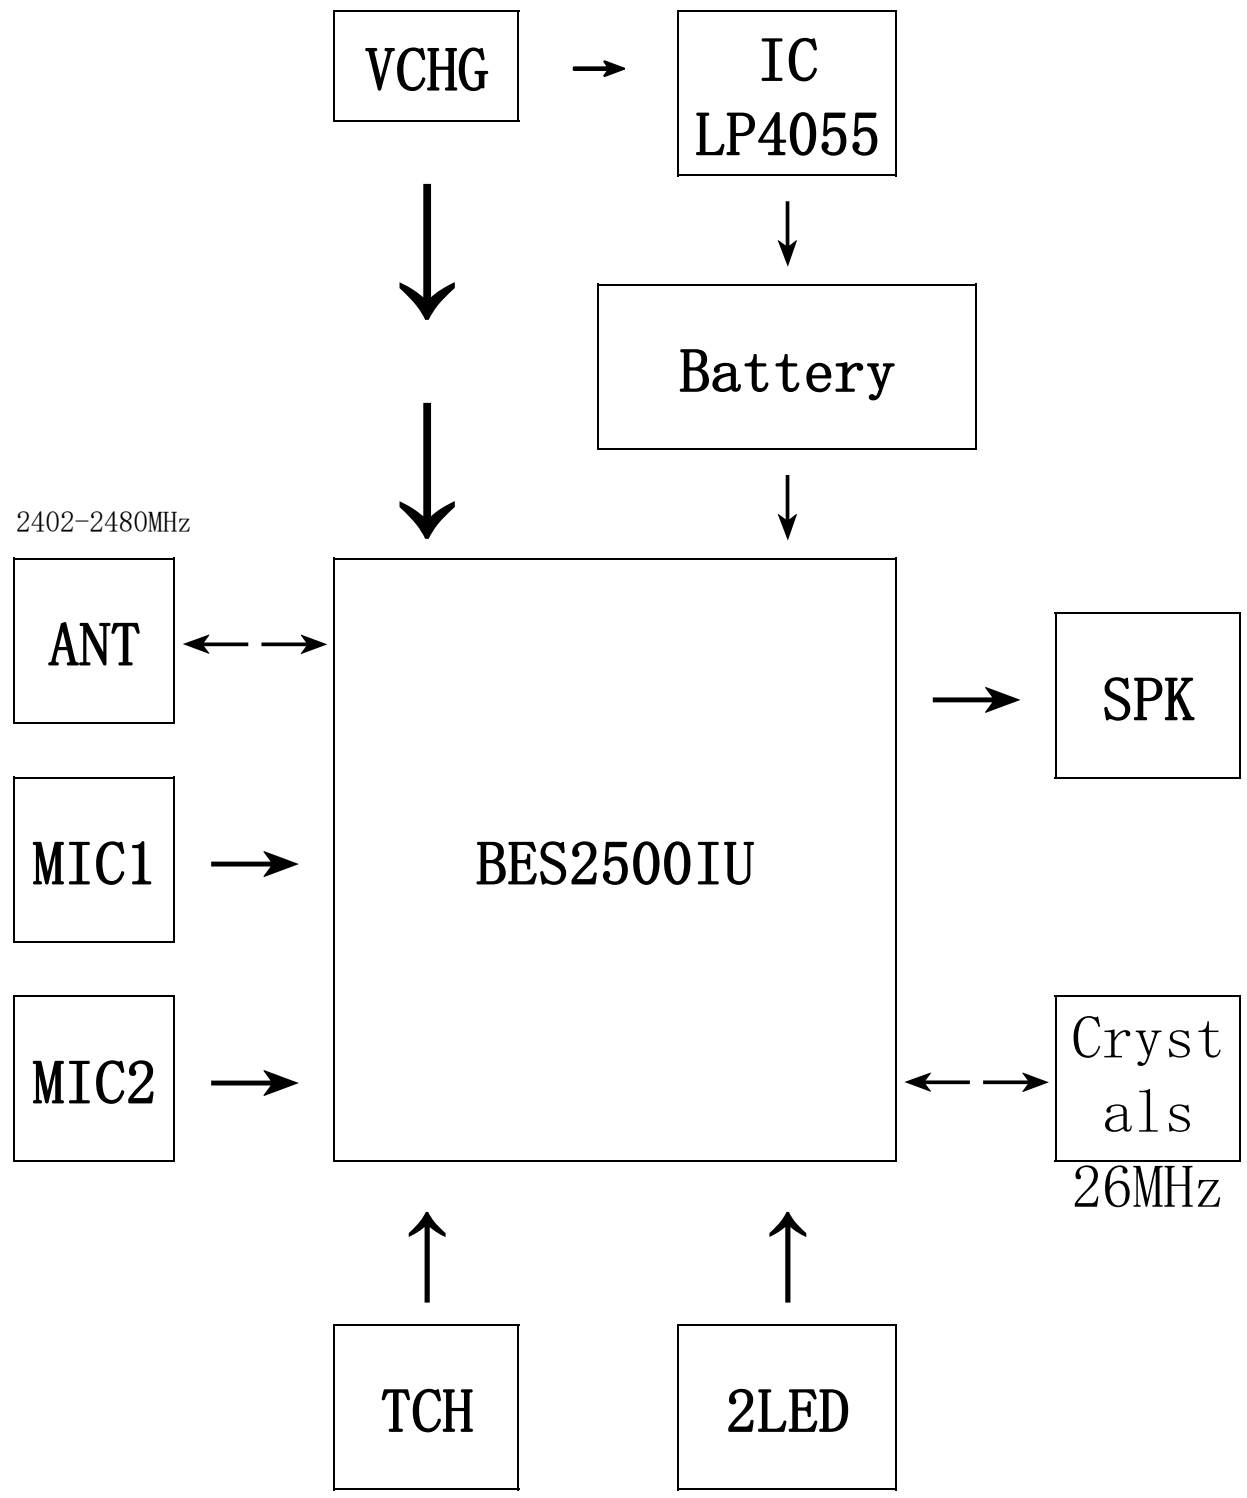 VCHG
IC
LP4055
Battery
2402-2480MHz
ANT
SPK
MIC1
BES2500IU
MIC2
Cryst
als
26MHz
TCH
2LED